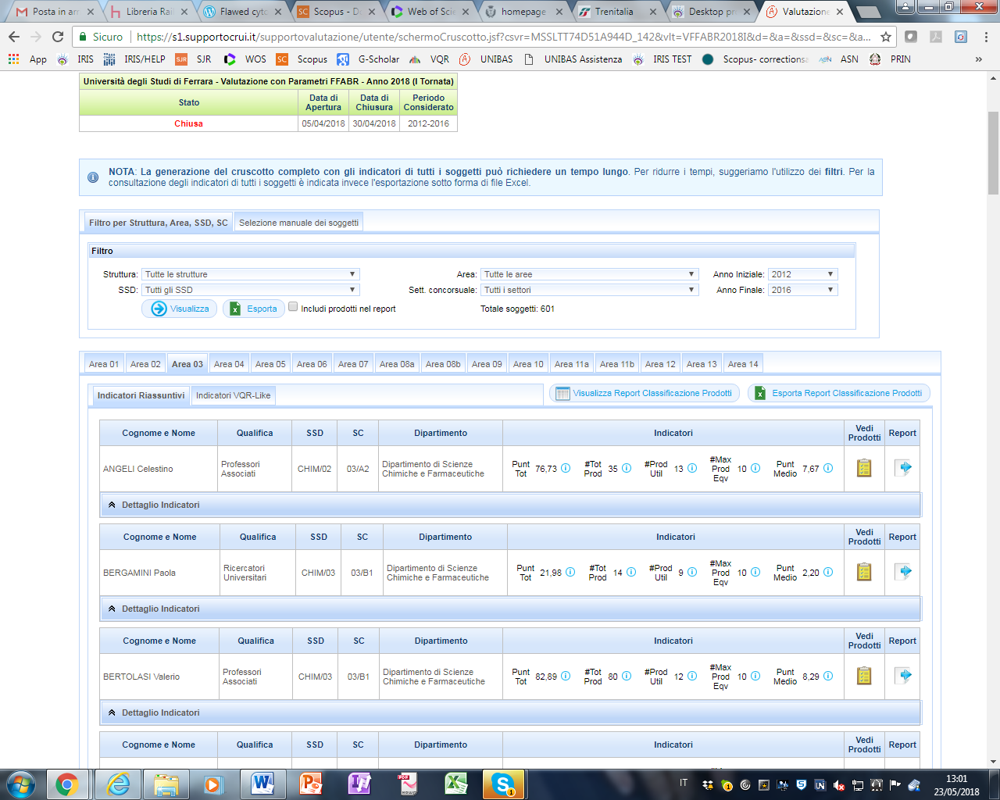 Posta in arr
Libreria Rai
Flawed cyto
Scopus - D
Web of Scie
homepage
Trenitalia
Desktop pr
Valutazione
Sicuro
https://s1.supportocrui.it/supportovalutazione/utente/schermoCruscotto.jsf?csvr=MSSLTT74D51A944D_142&vlt=VFFABR2018I&d=&a=&ssd=&sc=&a...
App
IRIS
IRIS/HELP
SJR
WOS
Scopus
G-Scholar
VQR
UNIBAS
UNIBAS Assistenza
IRIS TEST
Scopus- corrections
ASN
PRIN
»
Università degli Studi di Ferrara - Valutazione con Parametri FFABR - Anno 2018 (I Tornata)
Stato
Data di Apertura
Data di Chiusura
Periodo Considerato
Chiusa
05/04/2018
30/04/2018
2012-2016
NOTA: La generazione del cruscotto completo con gli indicatori di tutti i soggetti può richiedere un tempo lungo. Per ridurre i tempi, suggeriamo l'utilizzo dei filtri. Per la
consultazione degli indicatori di tutti i soggetti è indicata invece l'esportazione sotto forma di file Excel.
Filtro per Struttura, Area, SSD, SC
Selezione manuale dei soggetti
Filtro
Struttura: Tutte le strutture
Area: Tutte le aree
Anno Iniziale: 2012
SSD: Tutti gli SSD
Sett. concorsuale: Tutti i settori
Anno Finale: 2016
Visualizza
Esporta
Includi prodotti nel report
Totale soggetti: 601
Area 01
Area 02
Area 03
Area 04
Area 05
Area 06
Area 07
Area 08a
Area 08b
Area 09
Area 10
Area 11a
Area 11b
Area 12
Area 13
Area 14
Indicatori Riassuntivi
Indicatori VQR-Like
Visualizza Report Classificazione Prodotti
Esporta Report Classificazione Prodotti
Cognome e Nome
Qualifica
SSD
SC
Dipartimento
Indicatori
Vedi Prodotti
Report
ANGELI Celestino
Professori Associati
CHIM/02
03/A2
Dipartimento di Scienze Chimiche e Farmaceutiche
Punt Tot 76,73
#Tot Prod 35
#Prod Util 13
#Max Prod Eqv 10
Punt Medio 7,67
Dettaglio Indicatori
Cognome e Nome
Qualifica
SSD
SC
Dipartimento
Indicatori
Vedi Prodotti
Report
BERGAMINI Paola
Ricercatori Universitari
CHIM/03
03/B1
Dipartimento di Scienze Chimiche e Farmaceutiche
Punt Tot 21,98
#Tot Prod 14
#Prod Util 9
#Max Prod Eqv 10
Punt Medio 2,20
Dettaglio Indicatori
Cognome e Nome
Qualifica
SSD
SC
Dipartimento
Indicatori
Vedi Prodotti
Report
BERTOLASI Valerio
Professori Associati
CHIM/03
03/B1
Dipartimento di Scienze Chimiche e Farmaceutiche
Punt Tot 82,89
#Tot Prod 80
#Prod Util 12
#Max Prod Eqv 10
Punt Medio 8,29
Dettaglio Indicatori
Cognome e Nome
Qualifica
SSD
SC
Dipartimento
Indicatori
Vedi Prodotti
Report
IT
13:01
23/05/2018